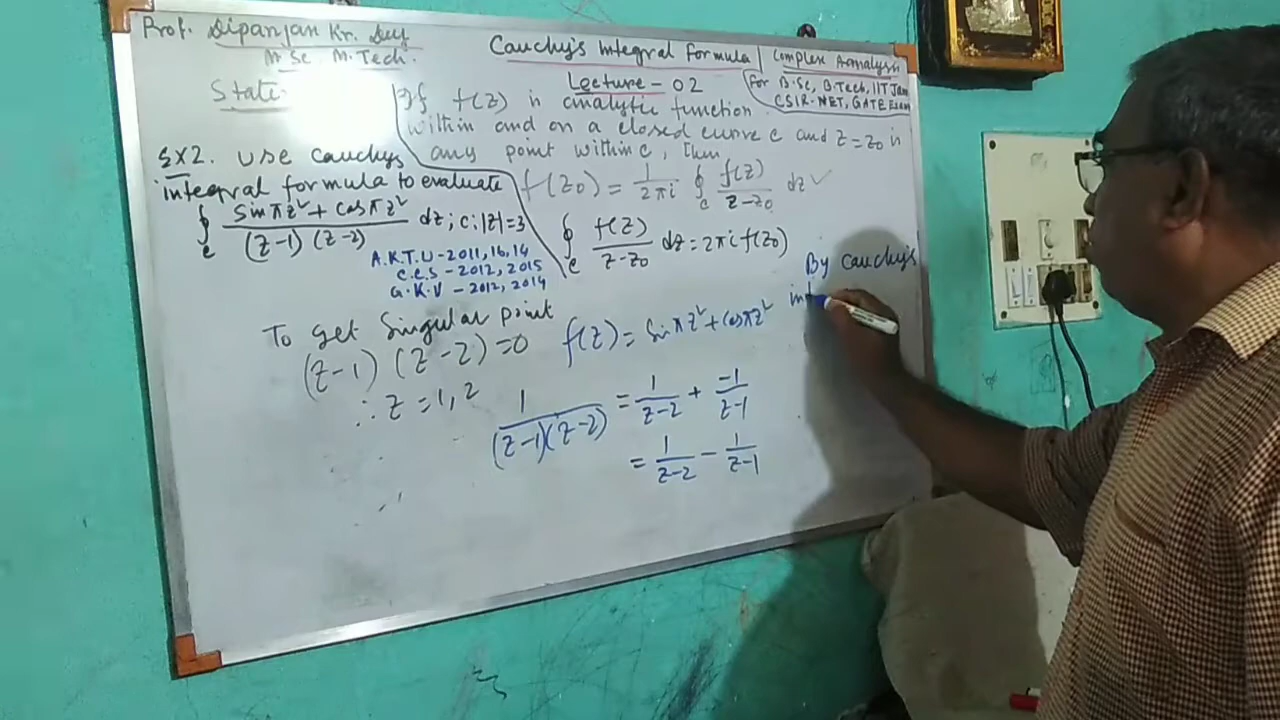 Prof. Dipanjan Kr. Dey
M.Sc M.Tech.
Cauchy's Integral Formula | Complex Analysis
Lecture - 02
For B.Sc, B.Tech, IIT Jam
CSIR-NET, GATE Exam
State:
If f(z) is analytic function
within and on a closed curve c and z = z₀ is
any point within c, then
f(z₀) = 1/2πi ∮c f(z)/(z-z₀) dz ✓
∮c f(z)/(z-z₀) dz = 2πi f(z₀)
Ex 2. Use Cauchys
integral formula to evaluate
∮c (sin πz² + cos πz²)/((z-1)(z-2)) dz; c: |z|=3
A.K.T.U - 2011, 16, 14
C.C.S - 2012, 2015
G.K.V - 2012, 2014
To get Singular point
(z-1)(z-2)=0
∴ z = 1, 2
f(z) = sin πz² + cos πz²
1/((z-1)(z-2)) = 1/(z-2) + -1/(z-1)
= 1/(z-2) - 1/(z-1)
By Cauchy's
int